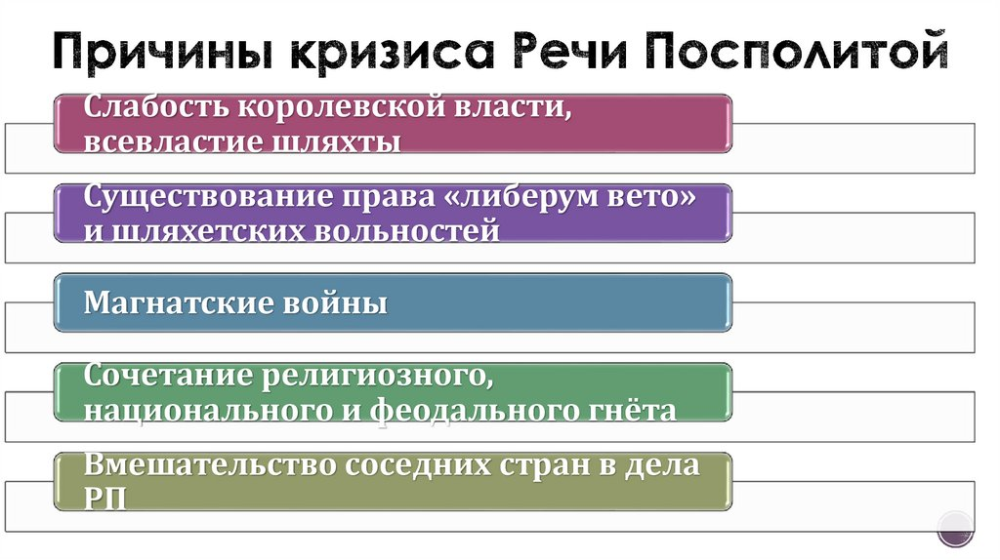 Причины кризиса Речи Посполитой
Слабость королевской власти,
всевластие шляхты
Существование права «либерум вето»
и шляхетских вольностей
Магнатские войны
Сочетание религиозного,
национального и феодального гнёта
Вмешательство соседних стран в дела
РП